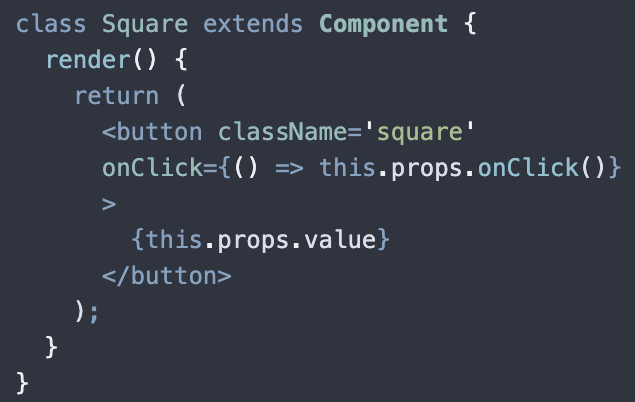 class Square extends Component {
  render() {
    return (
      <button className='square'
      onClick={() => this.props.onClick()}
      >
        {this.props.value}
      </button>
    );
  }
}